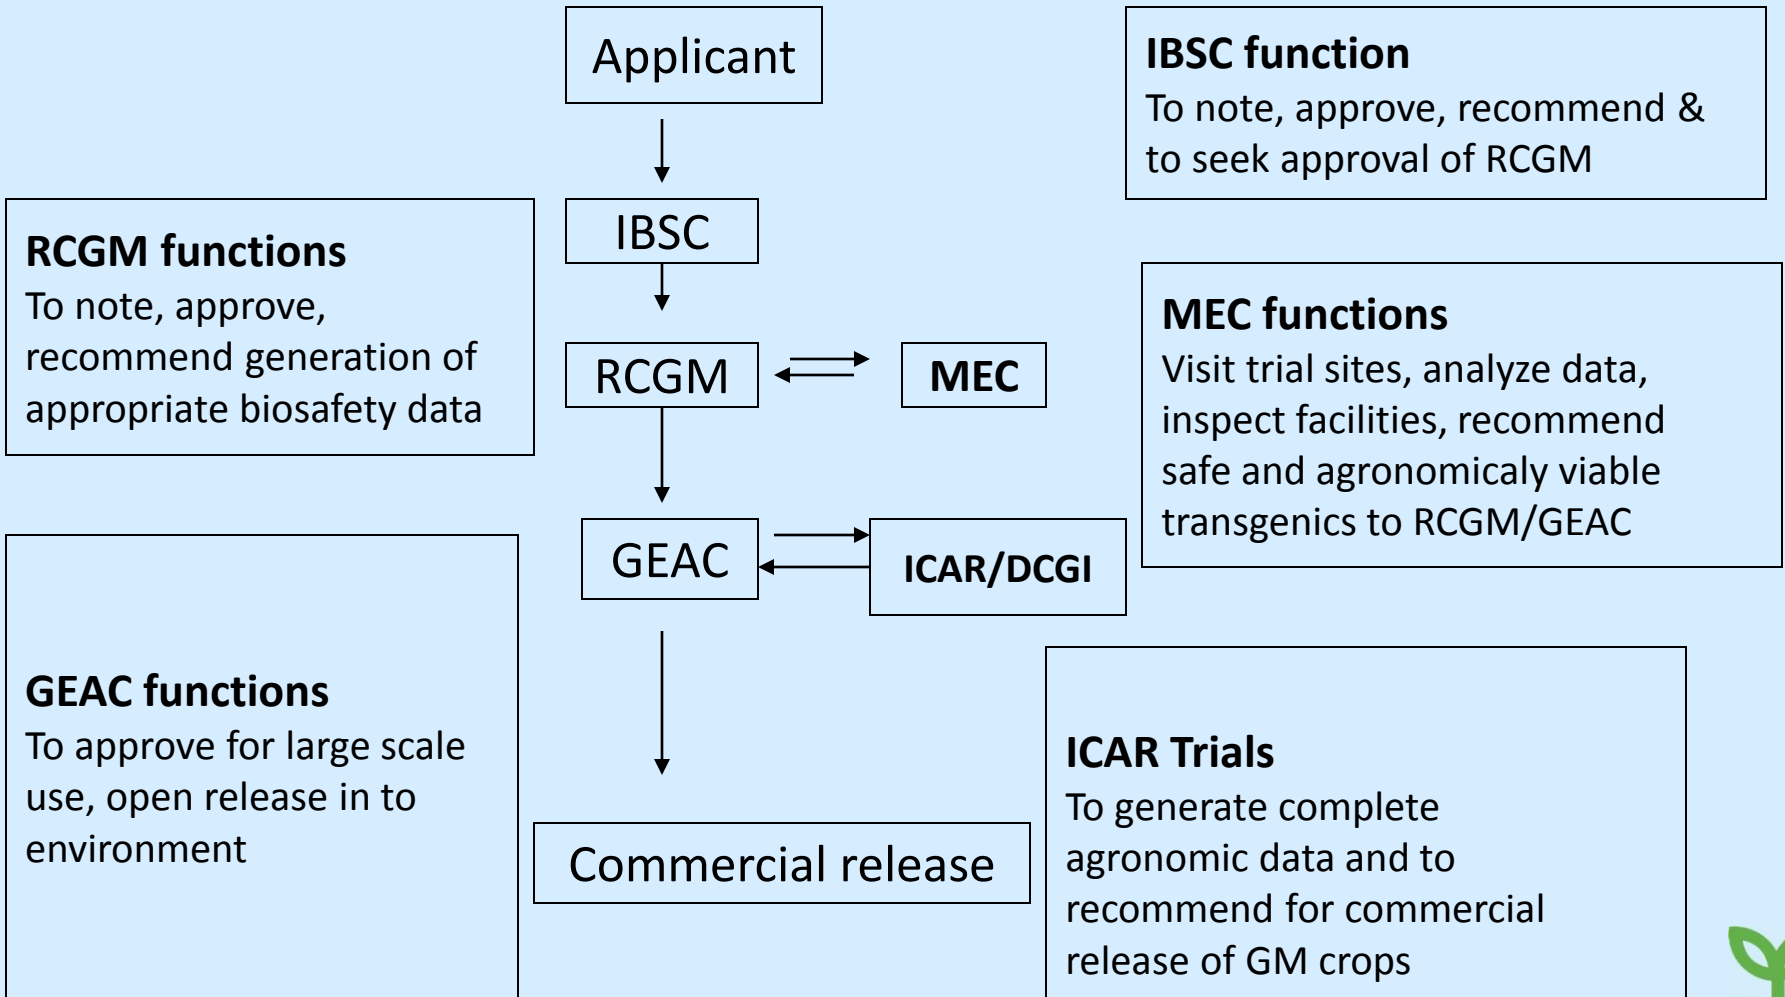 Applicant
IBSC function
To note, approve, recommend &
to seek approval of RCGM
IBSC
RCGM functions
To note, approve,
recommend generation of
appropriate biosafety data
RCGM
MEC
MEC functions
Visit trial sites, analyze data,
inspect facilities, recommend
safe and agronomicaly viable
transgenics to RCGM/GEAC
GEAC
ICAR/DCGI
GEAC functions
To approve for large scale
use, open release in to
environment
Commercial release
ICAR Trials
To generate complete
agronomic data and to
recommend for commercial
release of GM crops